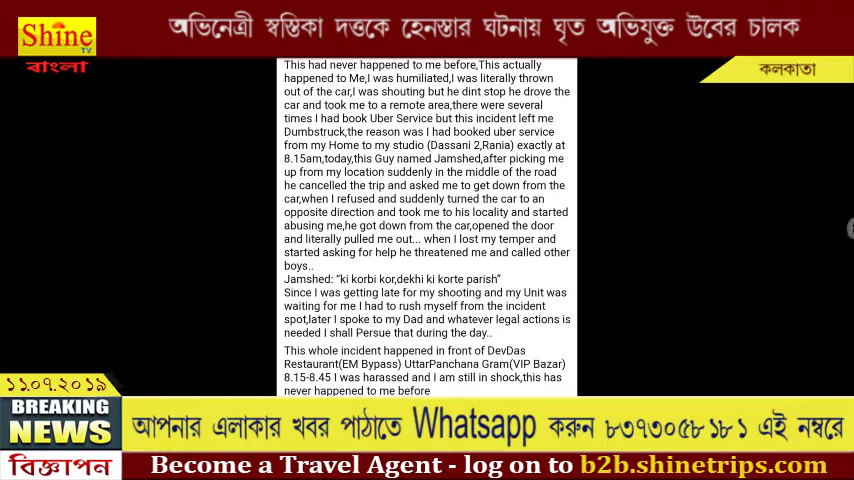 Shine
TV
বাংলা
অভিনেত্রী স্বস্তিকা দত্তকে হেনস্তার ঘটনায় ঘৃত অভিযুক্ত উবের চালক
কলকাতা
This had never happened to me before,This actually
happened to Me,I was humiliated,I was literally thrown
out of the car,I was shouting but he dint stop he drove the
car and took me to a remote area,there were several
times I had book Uber Service but this incident left me
Dumbstruck,the reason was I had booked uber service
from my Home to my studio (Dassani 2,Rania) exactly at
8.15am,today,this Guy named Jamshed,after picking me
up from my location suddenly in the middle of the road
he cancelled the trip and asked me to get down from the
car,when I refused and suddenly turned the car to an
opposite direction and took me to his locality and started
abusing me,he got down from the car,opened the door
and literally pulled me out... when I lost my temper and
started asking for help he threatened me and called other
boys..
Jamshed: “ki korbi kor,dekhi ki korte parish”
Since I was getting late for my shooting and my Unit was
waiting for me I had to rush myself from the incident
spot,later I spoke to my Dad and whatever legal actions is
needed I shall Persue that during the day..
This whole incident happened in front of DevDas
Restaurant(EM Bypass) UttarPanchana Gram(VIP Bazar)
8.15-8.45 I was harassed and I am still in shock,this has
never happened to me before
১১.০৭.২০১৯
BREAKING
NEWS
আপনার এলাকার খবর পাঠাতে Whatsapp করুন ৮৩৭৩০৫৮১৮১ এই নম্বরে
বিজ্ঞাপন
Become a Travel Agent - log on to b2b.shinetrips.com